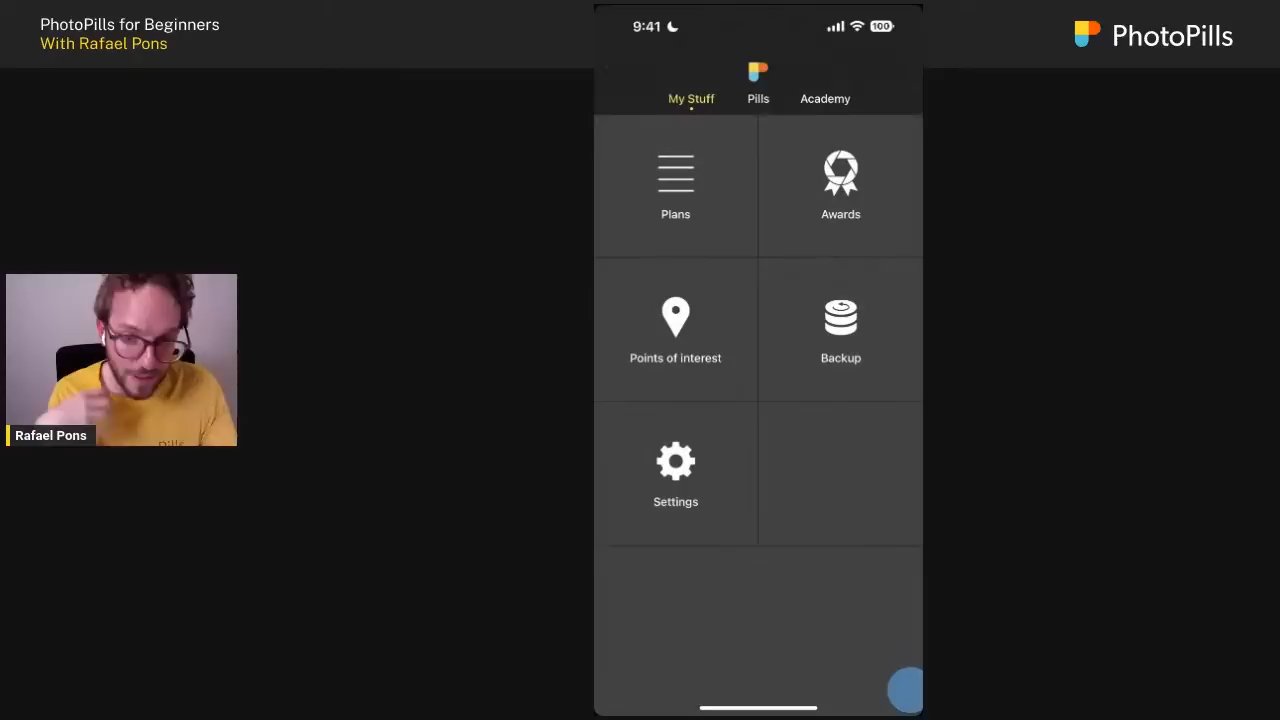 PhotoPills for Beginners
With Rafael Pons
PhotoPills
9:41
100
My Stuff
Pills
Academy
Plans
Awards
Points of interest
Backup
Settings
Pills
Rafael Pons